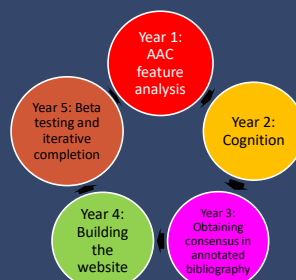 Year 1:
AAC
feature
analysis
Year 2:
Cognition
Year 3:
Obtaining
consensus in
annotated
bibliography
Year 4:
Building
the
website
Year 5: Beta
testing and
iterative
completion